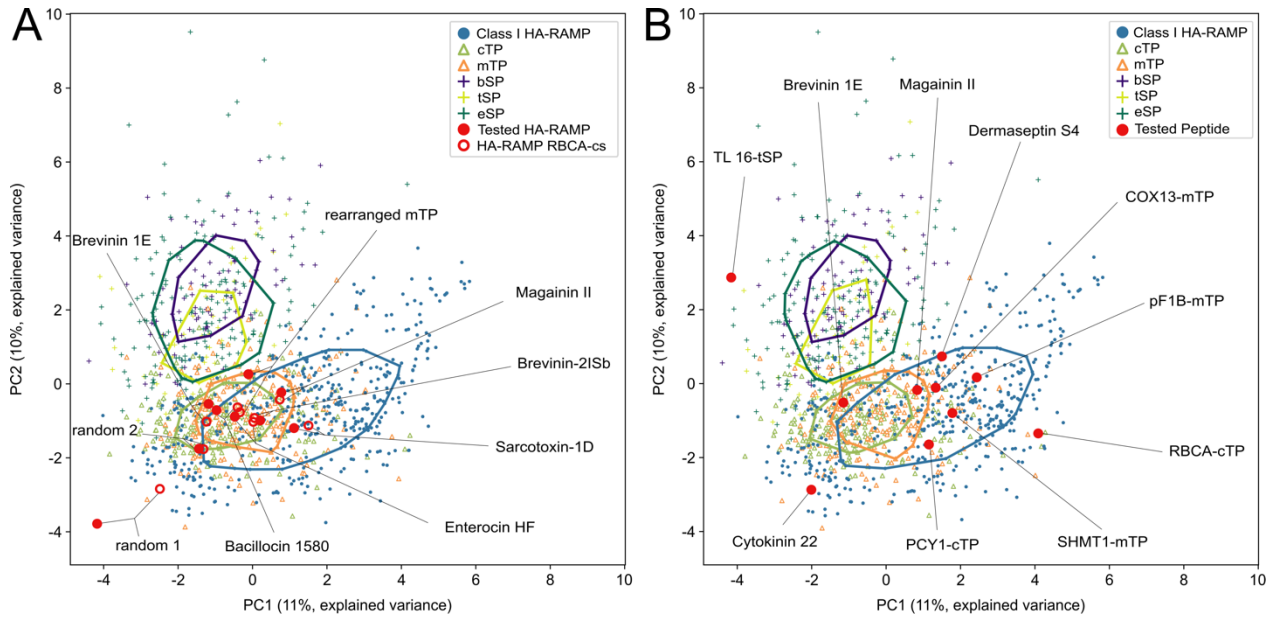 A
10
8
6
4
2
0
-2
-4
PC2 (10%, explained variance)
-4
-2
0
2
4
6
8
10
PC1 (11%, explained variance)
Class I HA-RAMP
cTP
mTP
bSP
tSP
eSP
Tested HA-RAMP
HA-RAMP RBCA-cs
rearranged mTP
Brevinin 1E
Magainin II
Brevinin-2ISb
random 2
Sarcotoxin-1D
Enterocin HF
random 1
Bacillocin 1580
B
10
8
6
4
2
0
-2
-4
PC2 (10%, explained variance)
-4
-2
0
2
4
6
8
10
PC1 (11%, explained variance)
Class I HA-RAMP
cTP
mTP
bSP
tSP
eSP
Tested Peptide
Brevinin 1E
Magainin II
Dermaseptin S4
TL 16-tSP
COX13-mTP
pF1B-mTP
RBCA-cTP
Cytokinin 22
PCY1-cTP
SHMT1-mTP